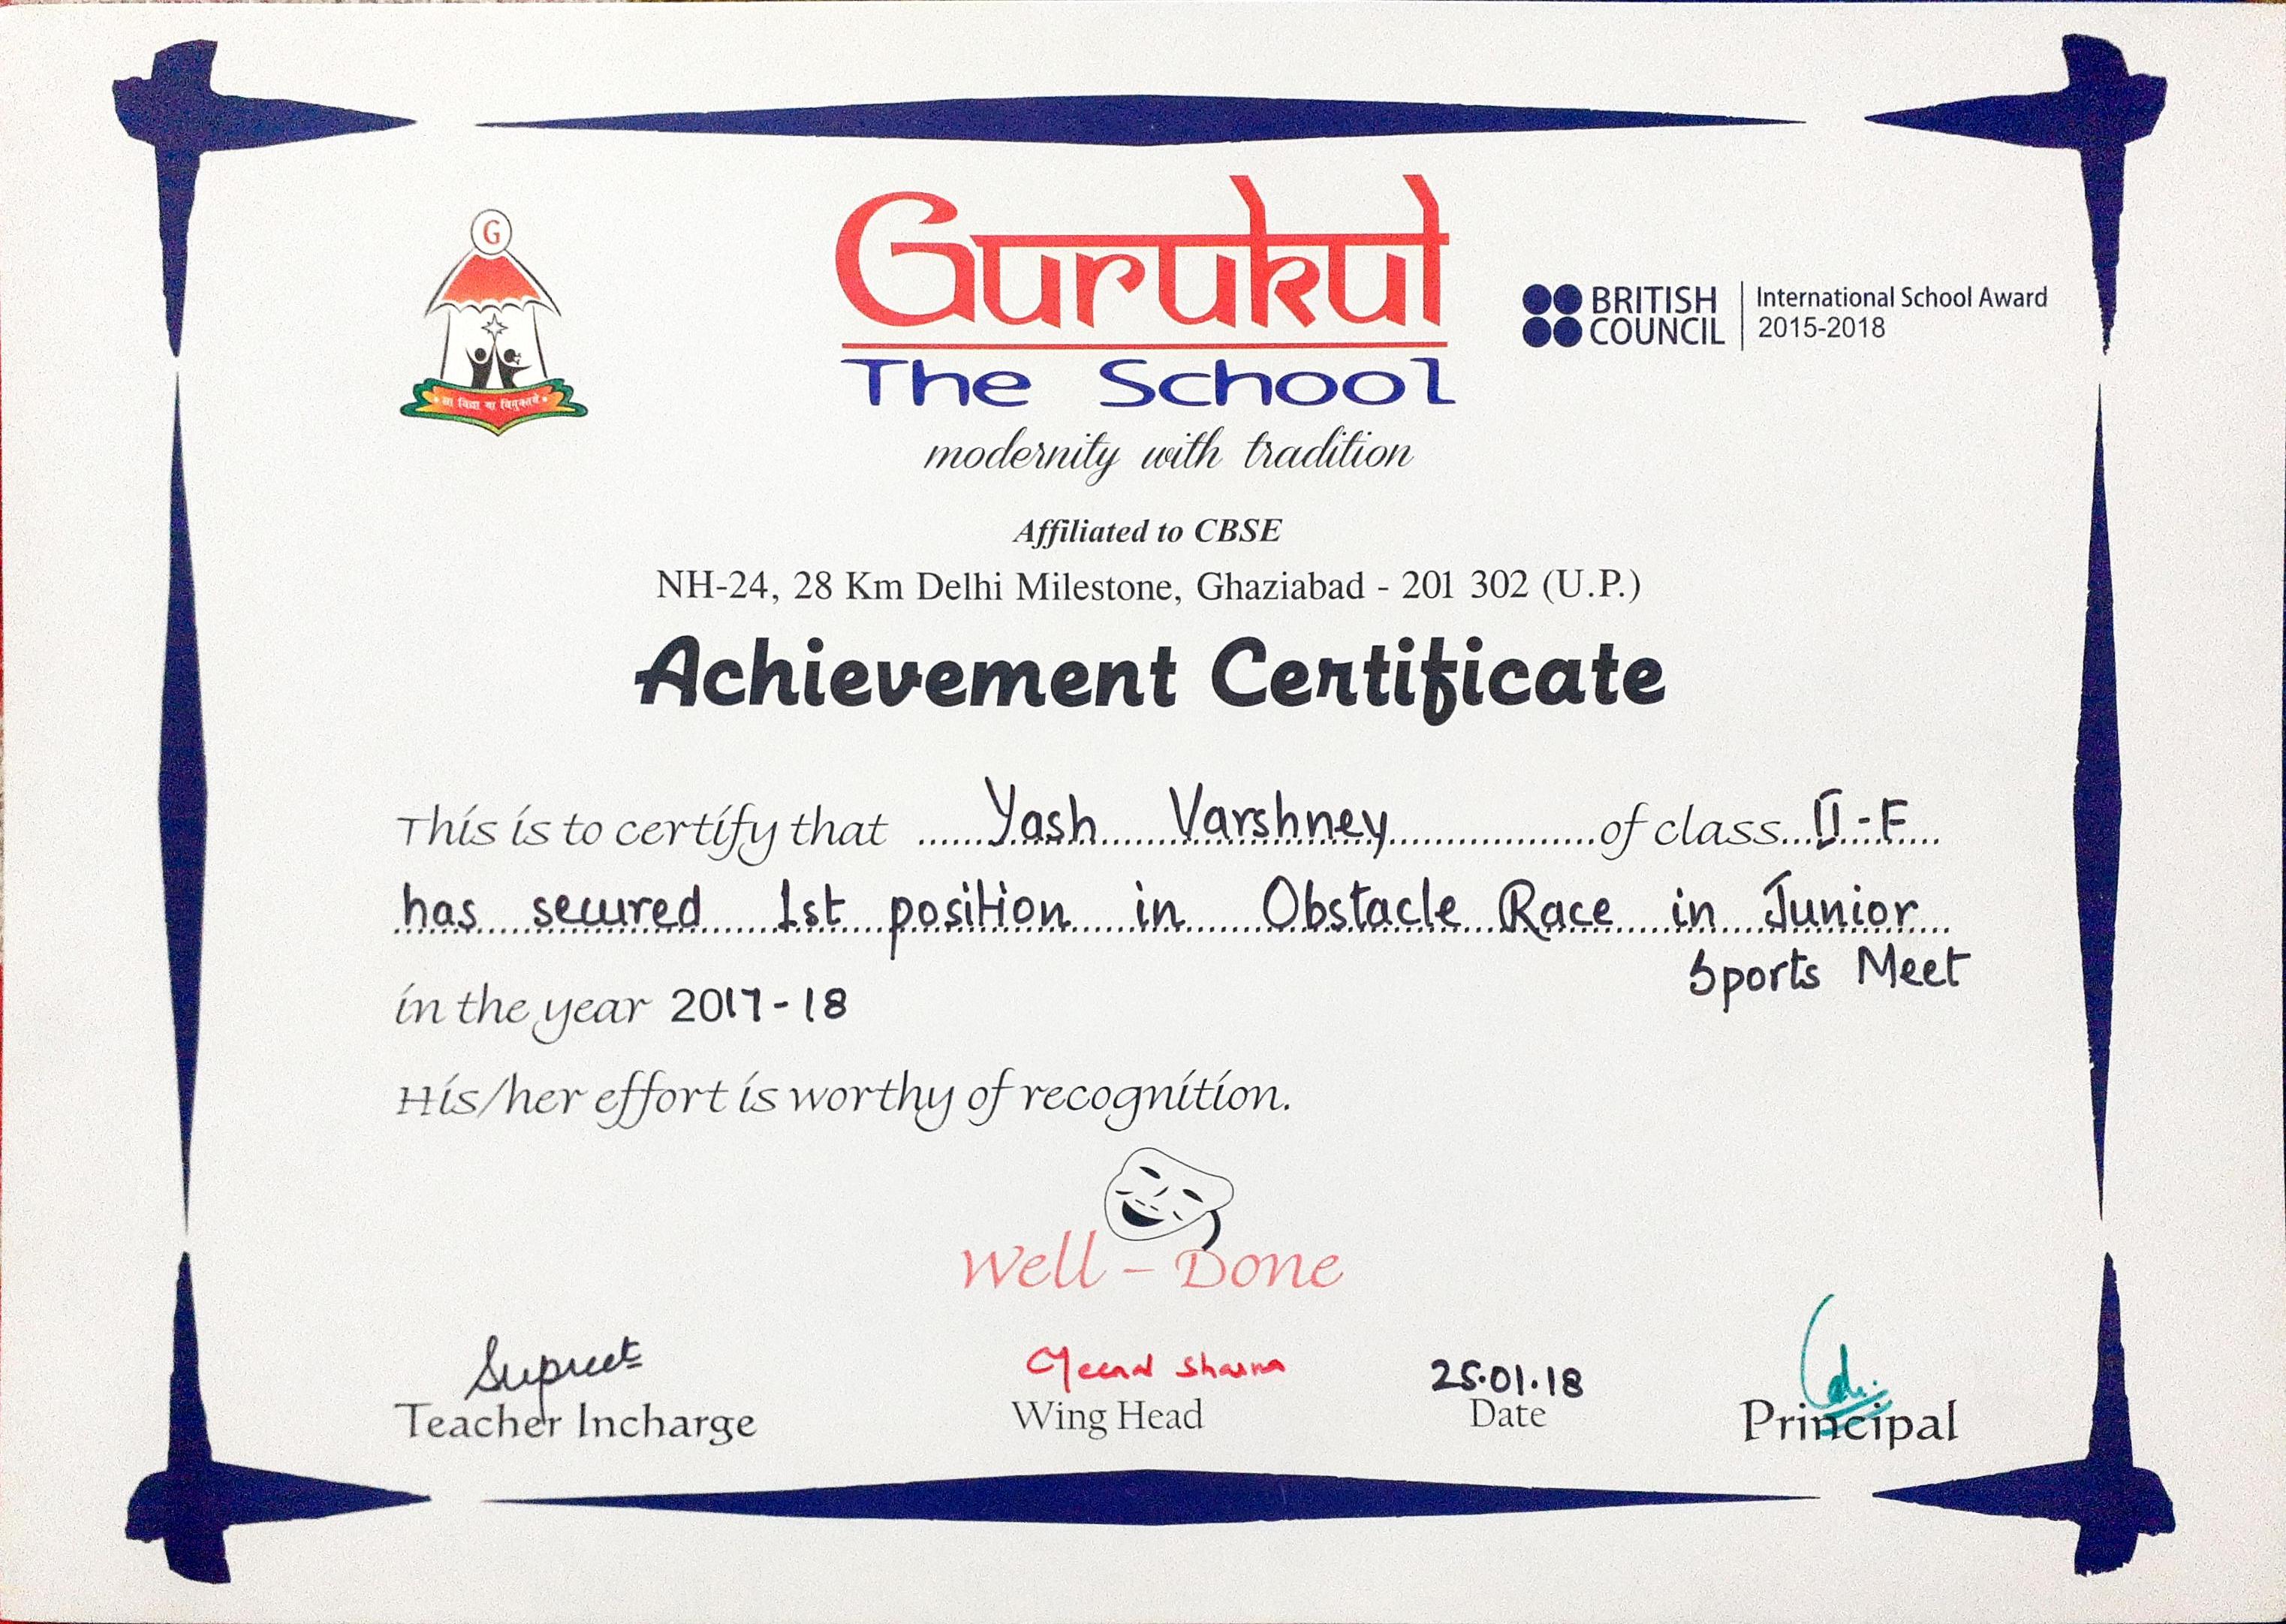 G
सा विद्या या विमुक्तये
Gurukul
The School
modernity with tradition
BRITISH COUNCIL
International School Award
2015-2018
Affiliated to CBSE
NH-24, 28 Km Delhi Milestone, Ghaziabad - 201 302 (U.P.)
Achievement Certificate
This is to certify that Yash Varshney of class II-F
has secured 1st position in Obstacle Race in Junior
Sports Meet
in the year 2017-18
His/her effort is worthy of recognition.
Well - Done
Supreet
Teacher Incharge
Meenal Sharma
Wing Head
25.01.18
Date
Principal